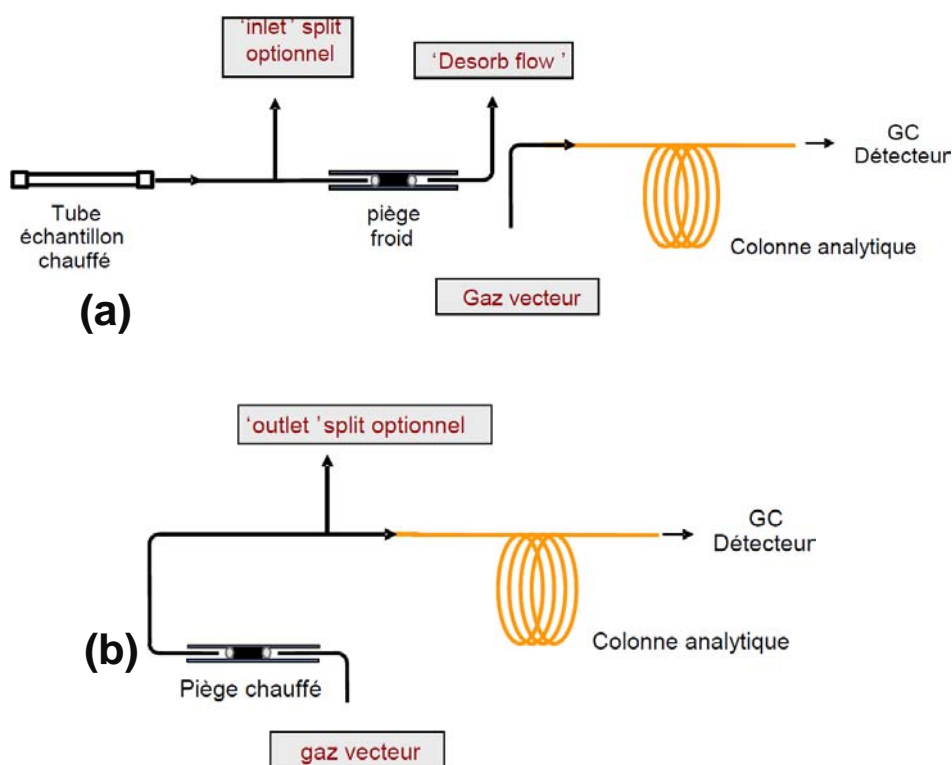 'inlet' split
optionnel
'Desorb flow'
GC
Détecteur
Tube
échantillon
chauffé
piège
froid
Colonne analytique
Gaz vecteur
(a)
'outlet' split optionnel
GC
Détecteur
Colonne analytique
(b)
Piège chauffé
gaz vecteur